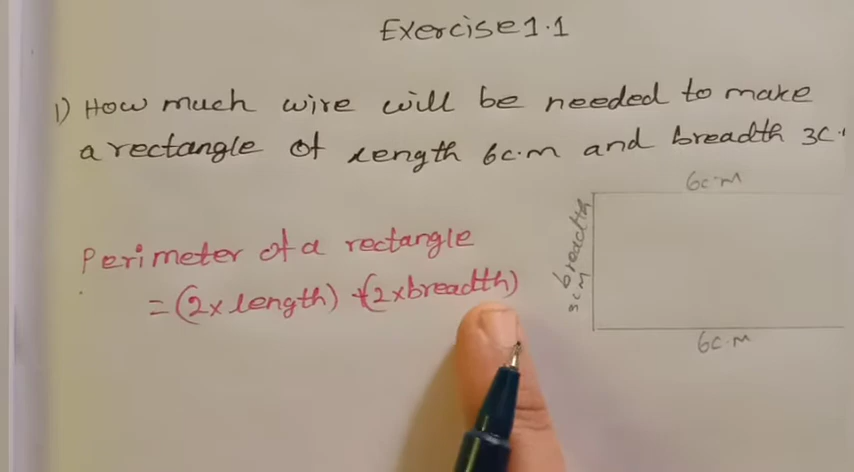 Exercise 1.1
1) How much wire will be needed to make
a rectangle of length 6c.m and breadth 3c.
6c.m
breadth
3cm
Perimeter of a rectangle
= (2x length) + (2x breadth)
6c.m